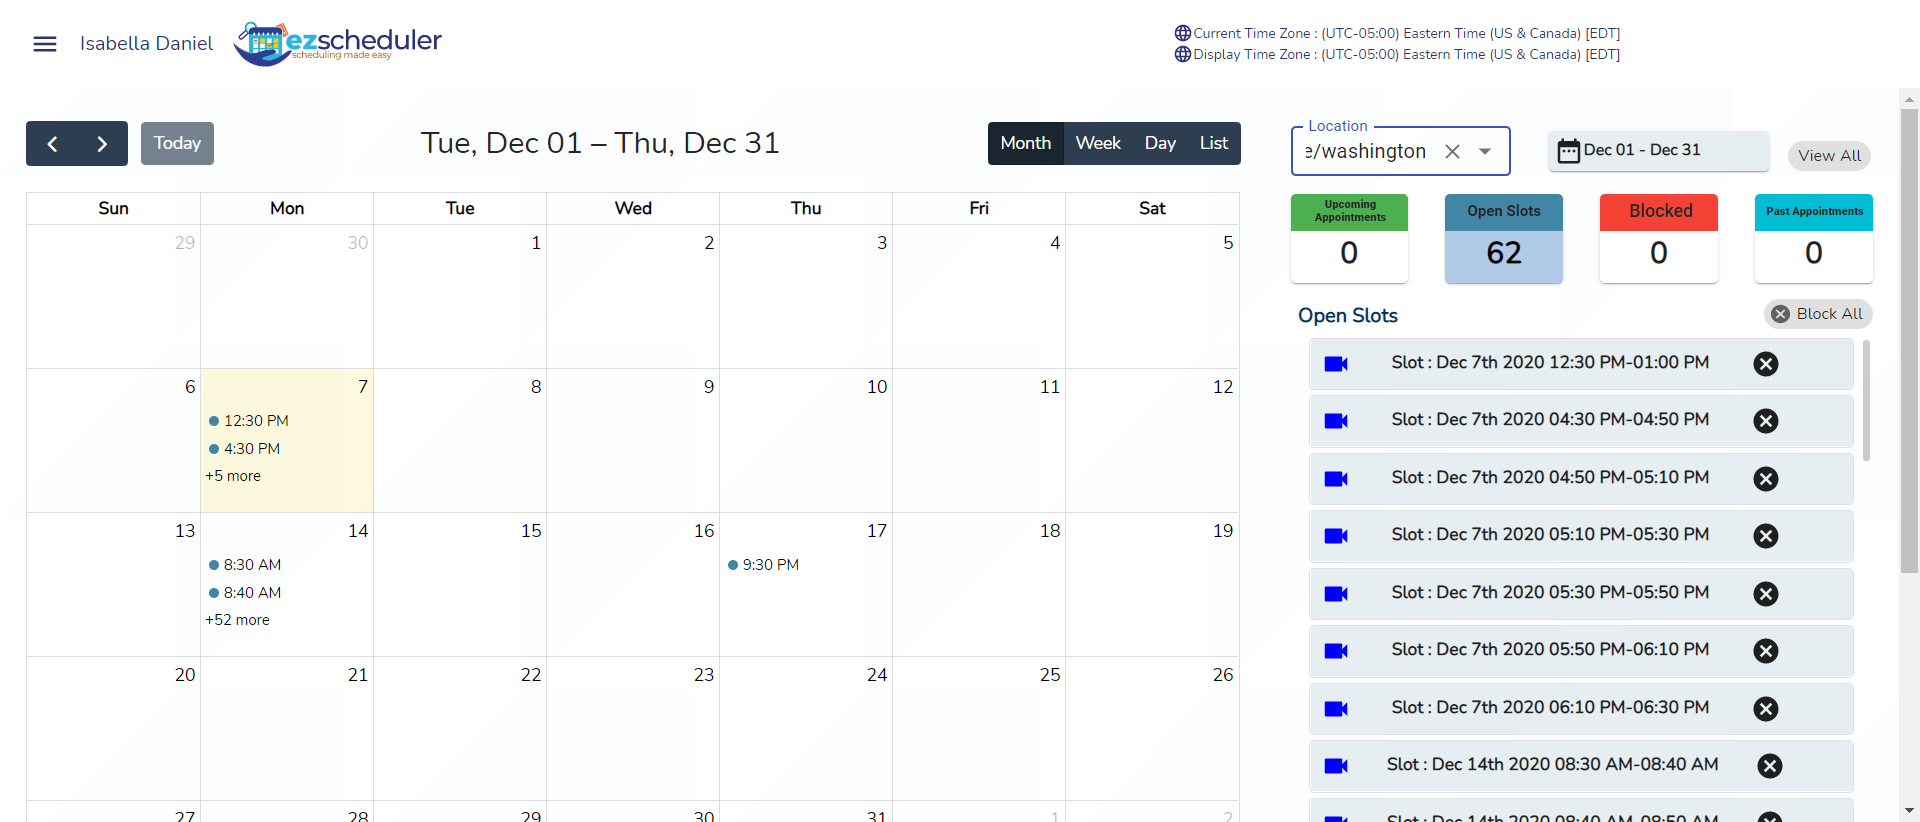 Isabella Daniel
ezscheduler
scheduling made easy
Current Time Zone : (UTC-05:00) Eastern Time (US & Canada) [EDT]
Display Time Zone : (UTC-05:00) Eastern Time (US & Canada) [EDT]
Today
Tue, Dec 01 – Thu, Dec 31
Month Week Day List
Sun Mon Tue Wed Thu Fri Sat
29 30 1 2 3 4 5
6 7 8 9 10 11 12
12:30 PM
4:30 PM
+5 more
13 14 15 16 17 18 19
8:30 AM 9:30 PM
8:40 AM
+52 more
20 21 22 23 24 25 26
27 28 29 30 31 1 2
Location
e/washington
Dec 01 - Dec 31
View All
Upcoming
Appointments
0
Open Slots
62
Blocked
0
Past Appointments
0
Open Slots
Block All
Slot : Dec 7th 2020 12:30 PM-01:00 PM
Slot : Dec 7th 2020 04:30 PM-04:50 PM
Slot : Dec 7th 2020 04:50 PM-05:10 PM
Slot : Dec 7th 2020 05:10 PM-05:30 PM
Slot : Dec 7th 2020 05:30 PM-05:50 PM
Slot : Dec 7th 2020 05:50 PM-06:10 PM
Slot : Dec 7th 2020 06:10 PM-06:30 PM
Slot : Dec 14th 2020 08:30 AM-08:40 AM
Slot : Dec 14th 2020 08:40 AM-08:50 AM